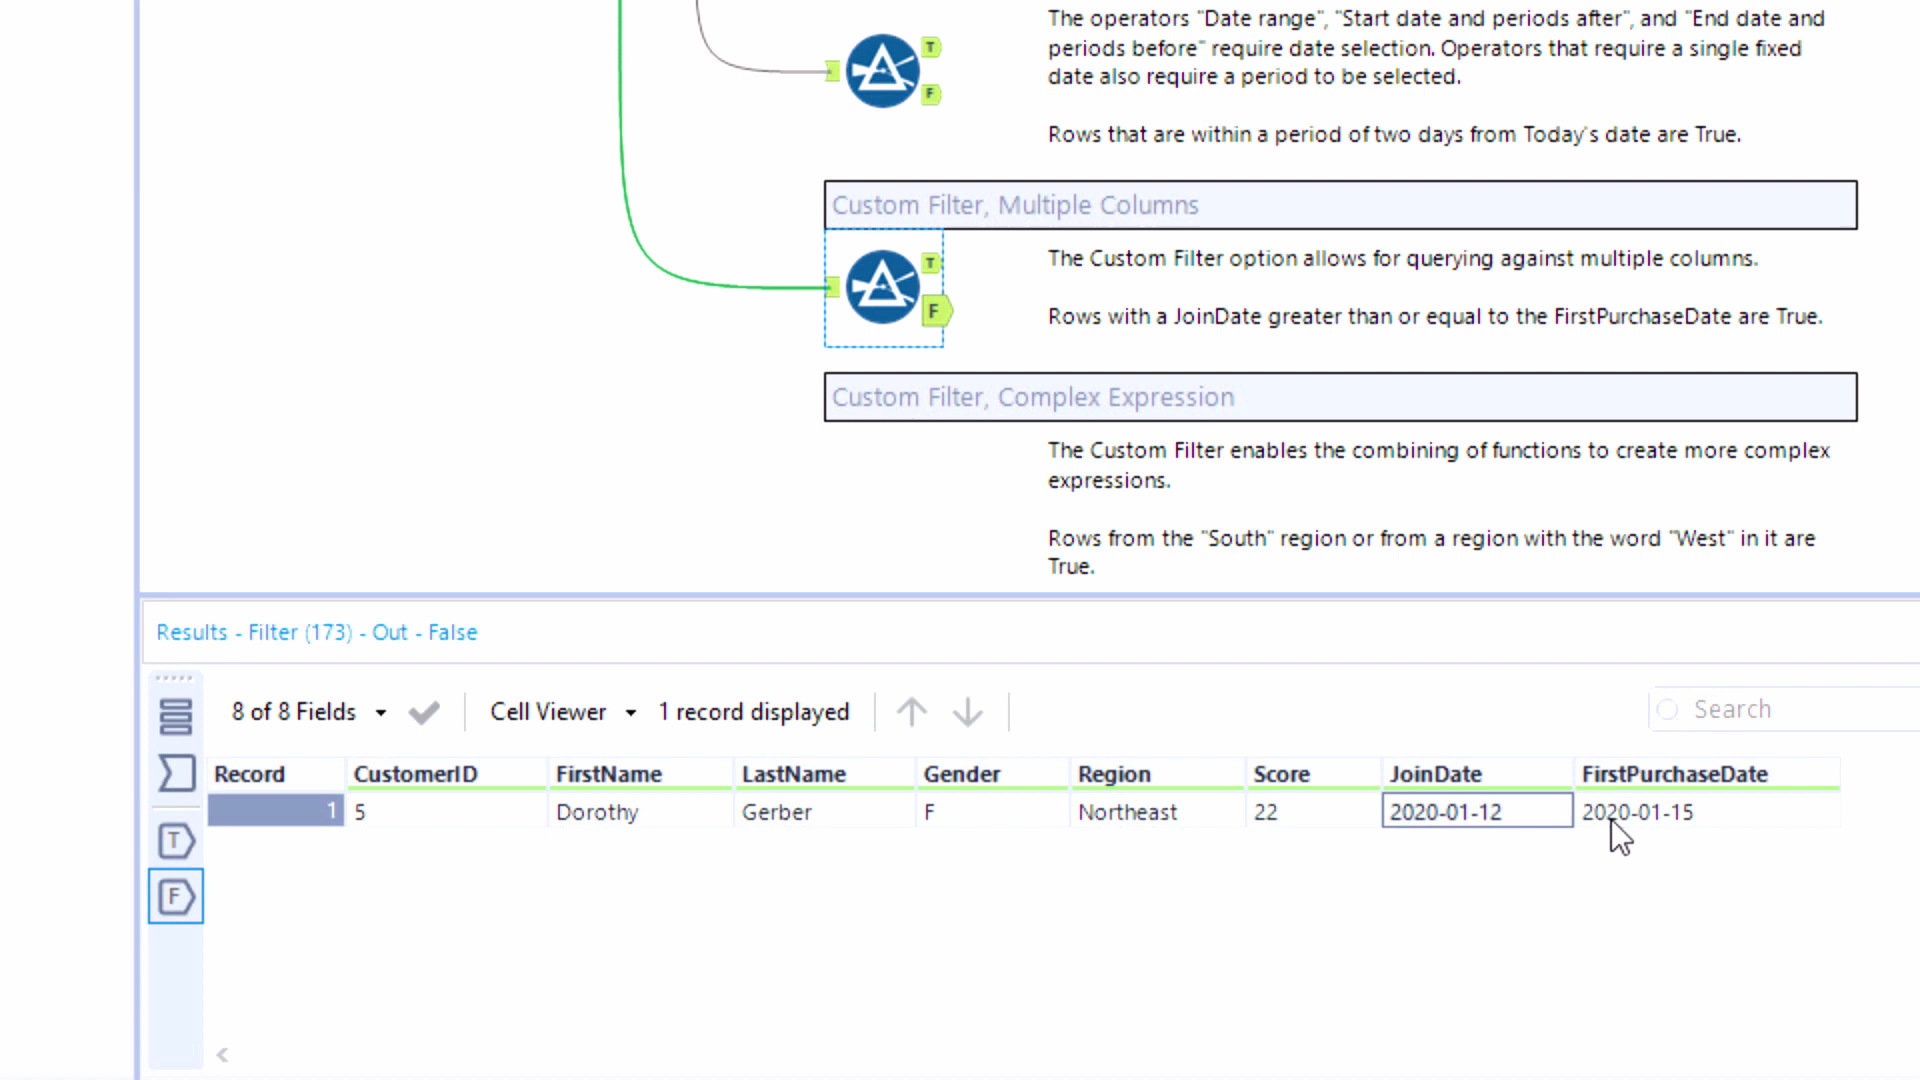 The operators "Date range", "Start date and periods after", and "End date and
periods before" require date selection. Operators that require a single fixed
date also require a period to be selected.
T
F
Rows that are within a period of two days from Today's date are True.
Custom Filter, Multiple Columns
The Custom Filter option allows for querying against multiple columns.
T
F
Rows with a JoinDate greater than or equal to the FirstPurchaseDate are True.
Custom Filter, Complex Expression
The Custom Filter enables the combining of functions to create more complex
expressions.
Rows from the "South" region or from a region with the word "West" in it are
True.
Results - Filter (173) - Out - False
8 of 8 Fields Cell Viewer 1 record displayed Search
Record CustomerID FirstName LastName Gender Region Score JoinDate FirstPurchaseDate
1 5 Dorothy Gerber F Northeast 22 2020-01-12 2020-01-15
T
F